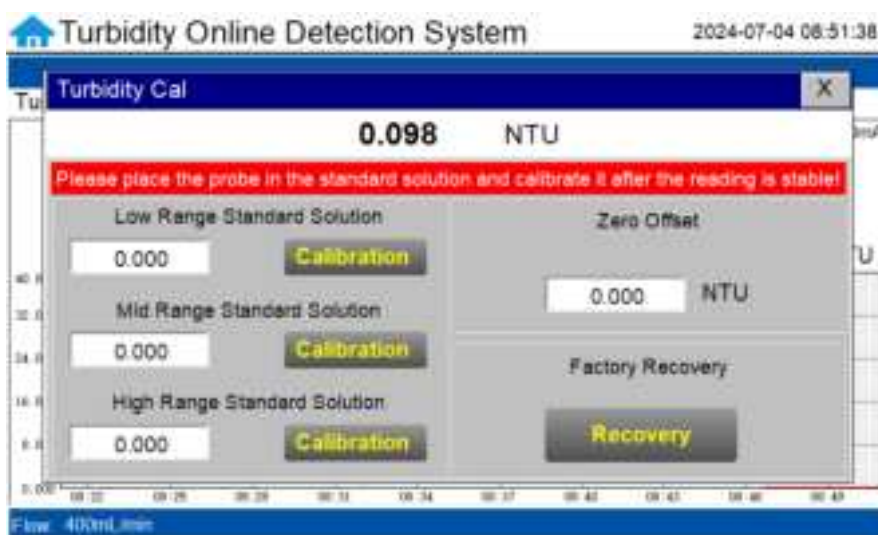 Turbidity Online Detection System 2024-07-04 08:51:38
Turbidity Cal X
Tu
0.098 NTU
Please place the probe in the standard solution and calibrate it after the reading is stable!
Low Range Standard Solution
0.000 Calibration
Mid Range Standard Solution
0.000 Calibration
High Range Standard Solution
0.000 Calibration
Zero Offset
0.000 NTU
Factory Recovery
Recovery
U
Flow: 400mL/min